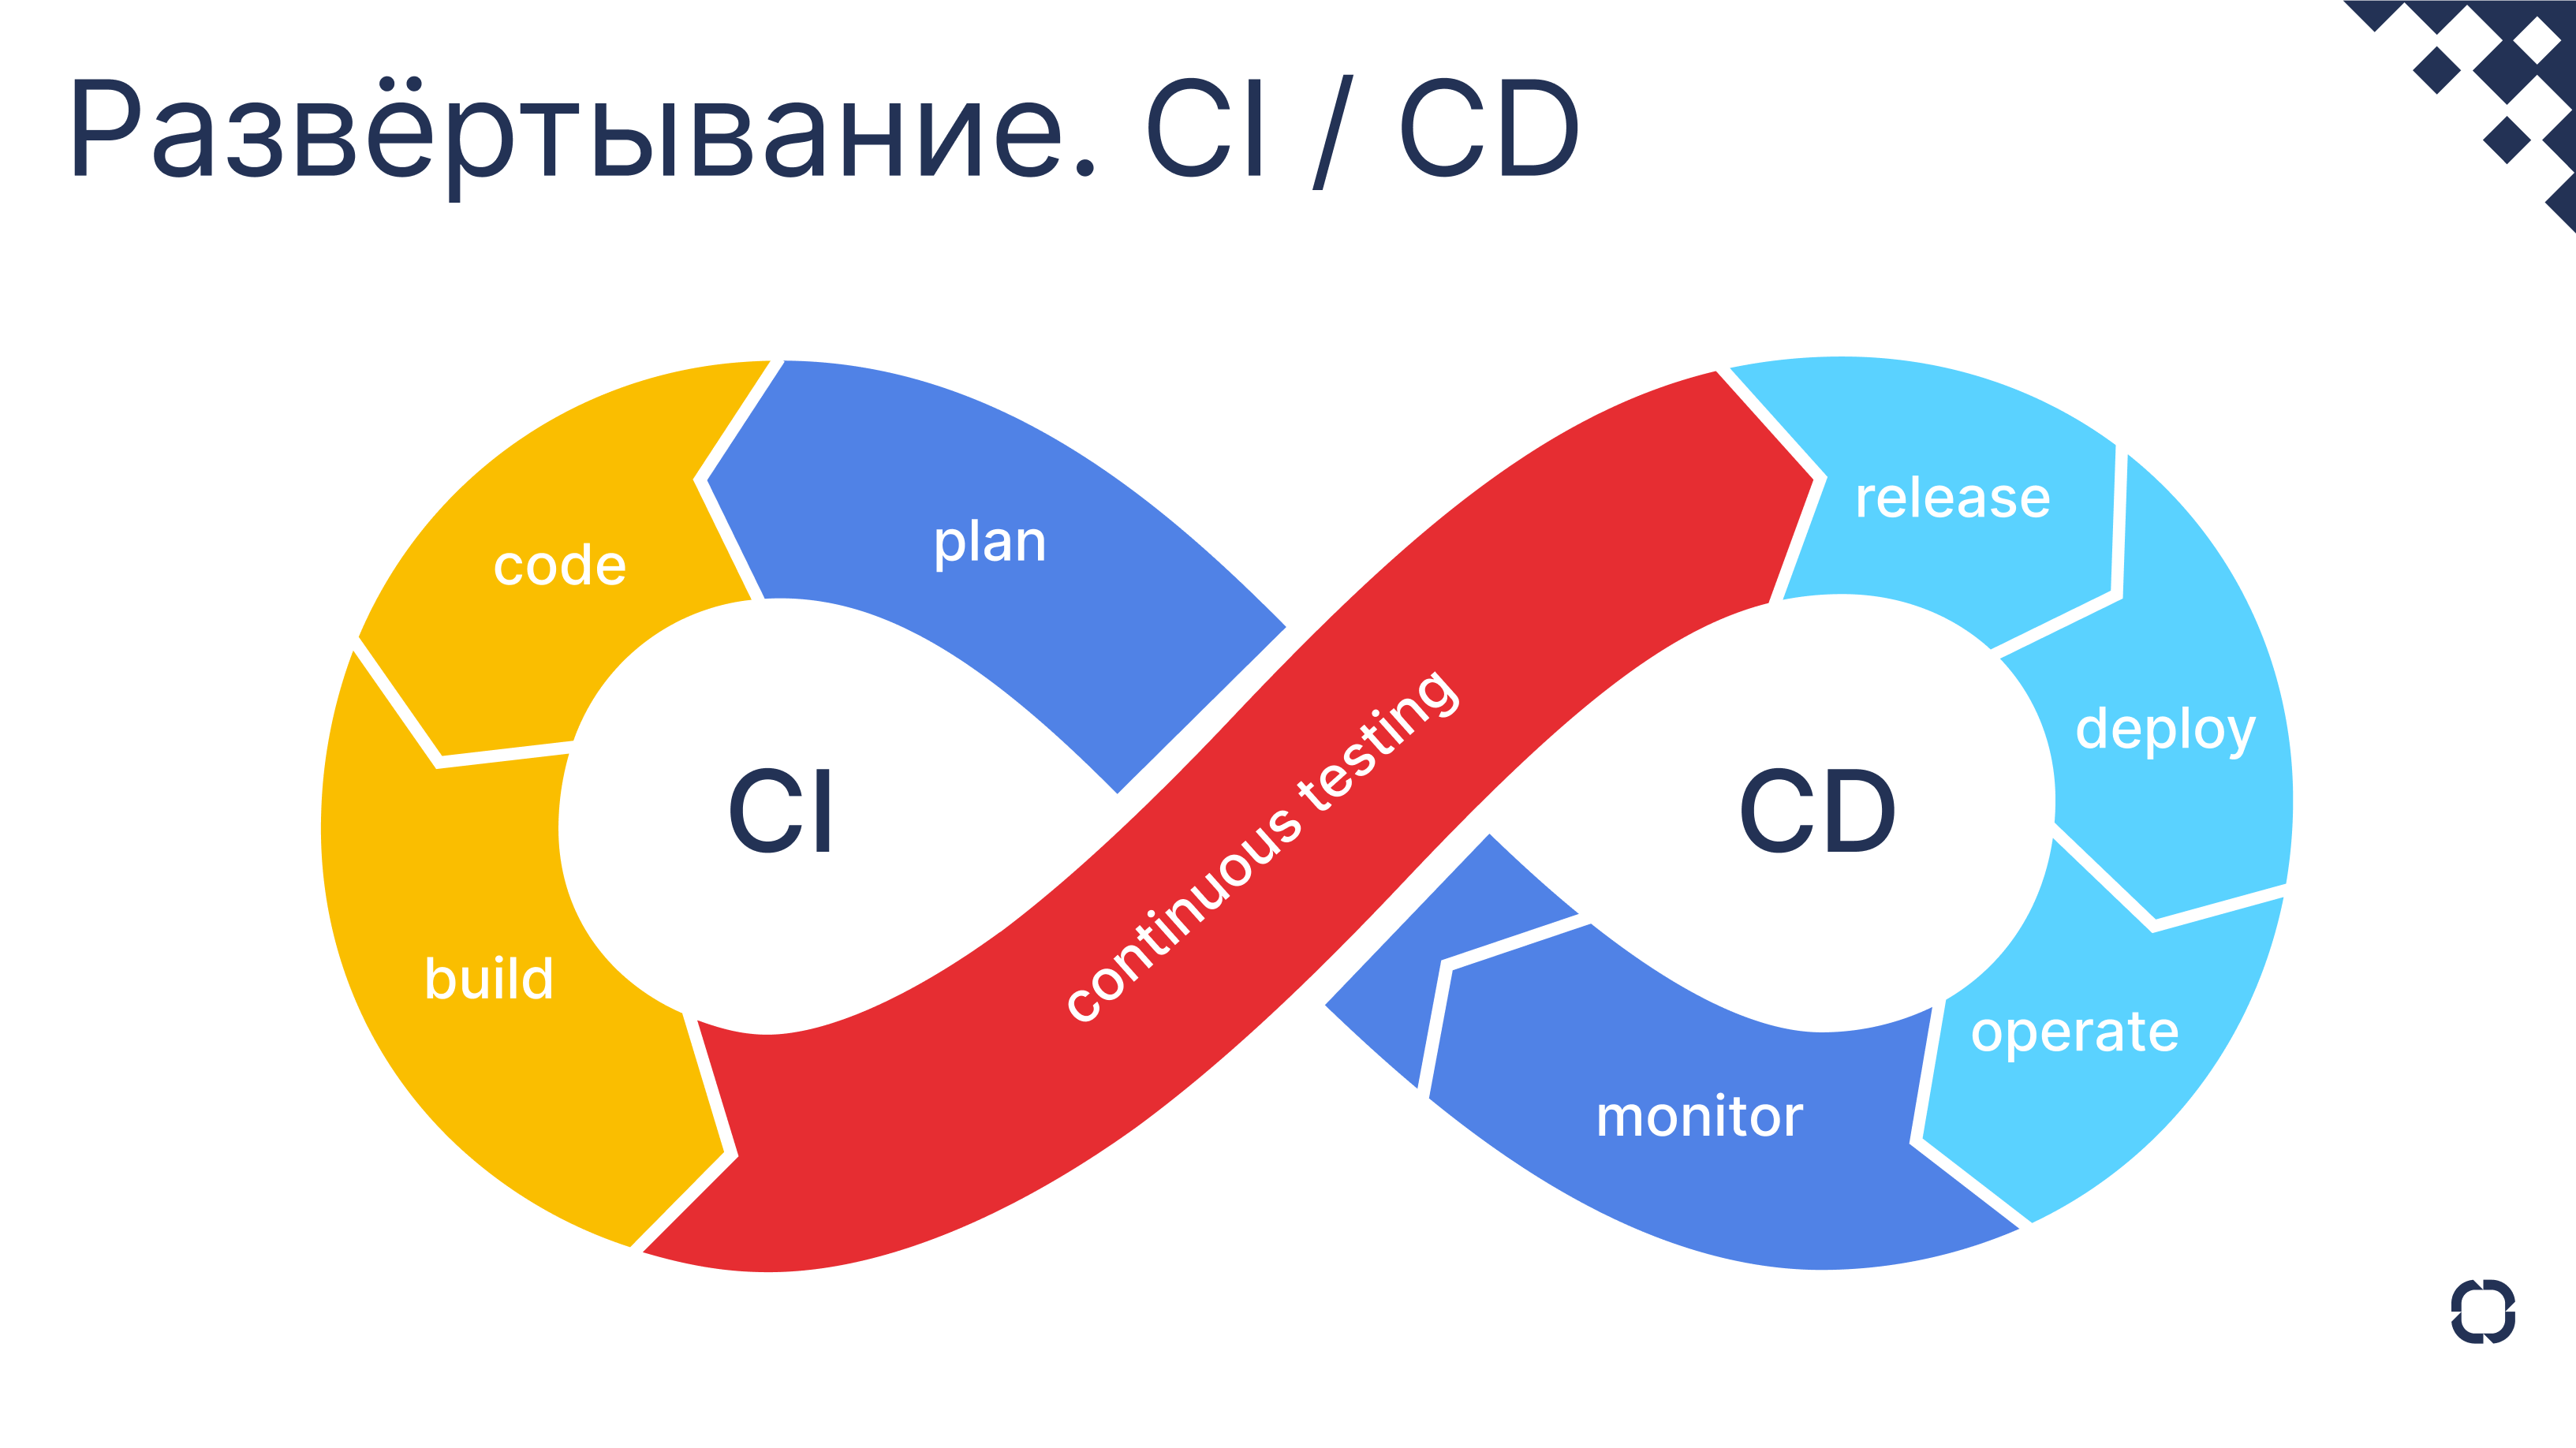 Развёртывание. CI / CD
plan
code
build
CI
continuous testing
release
deploy
CD
operate
monitor